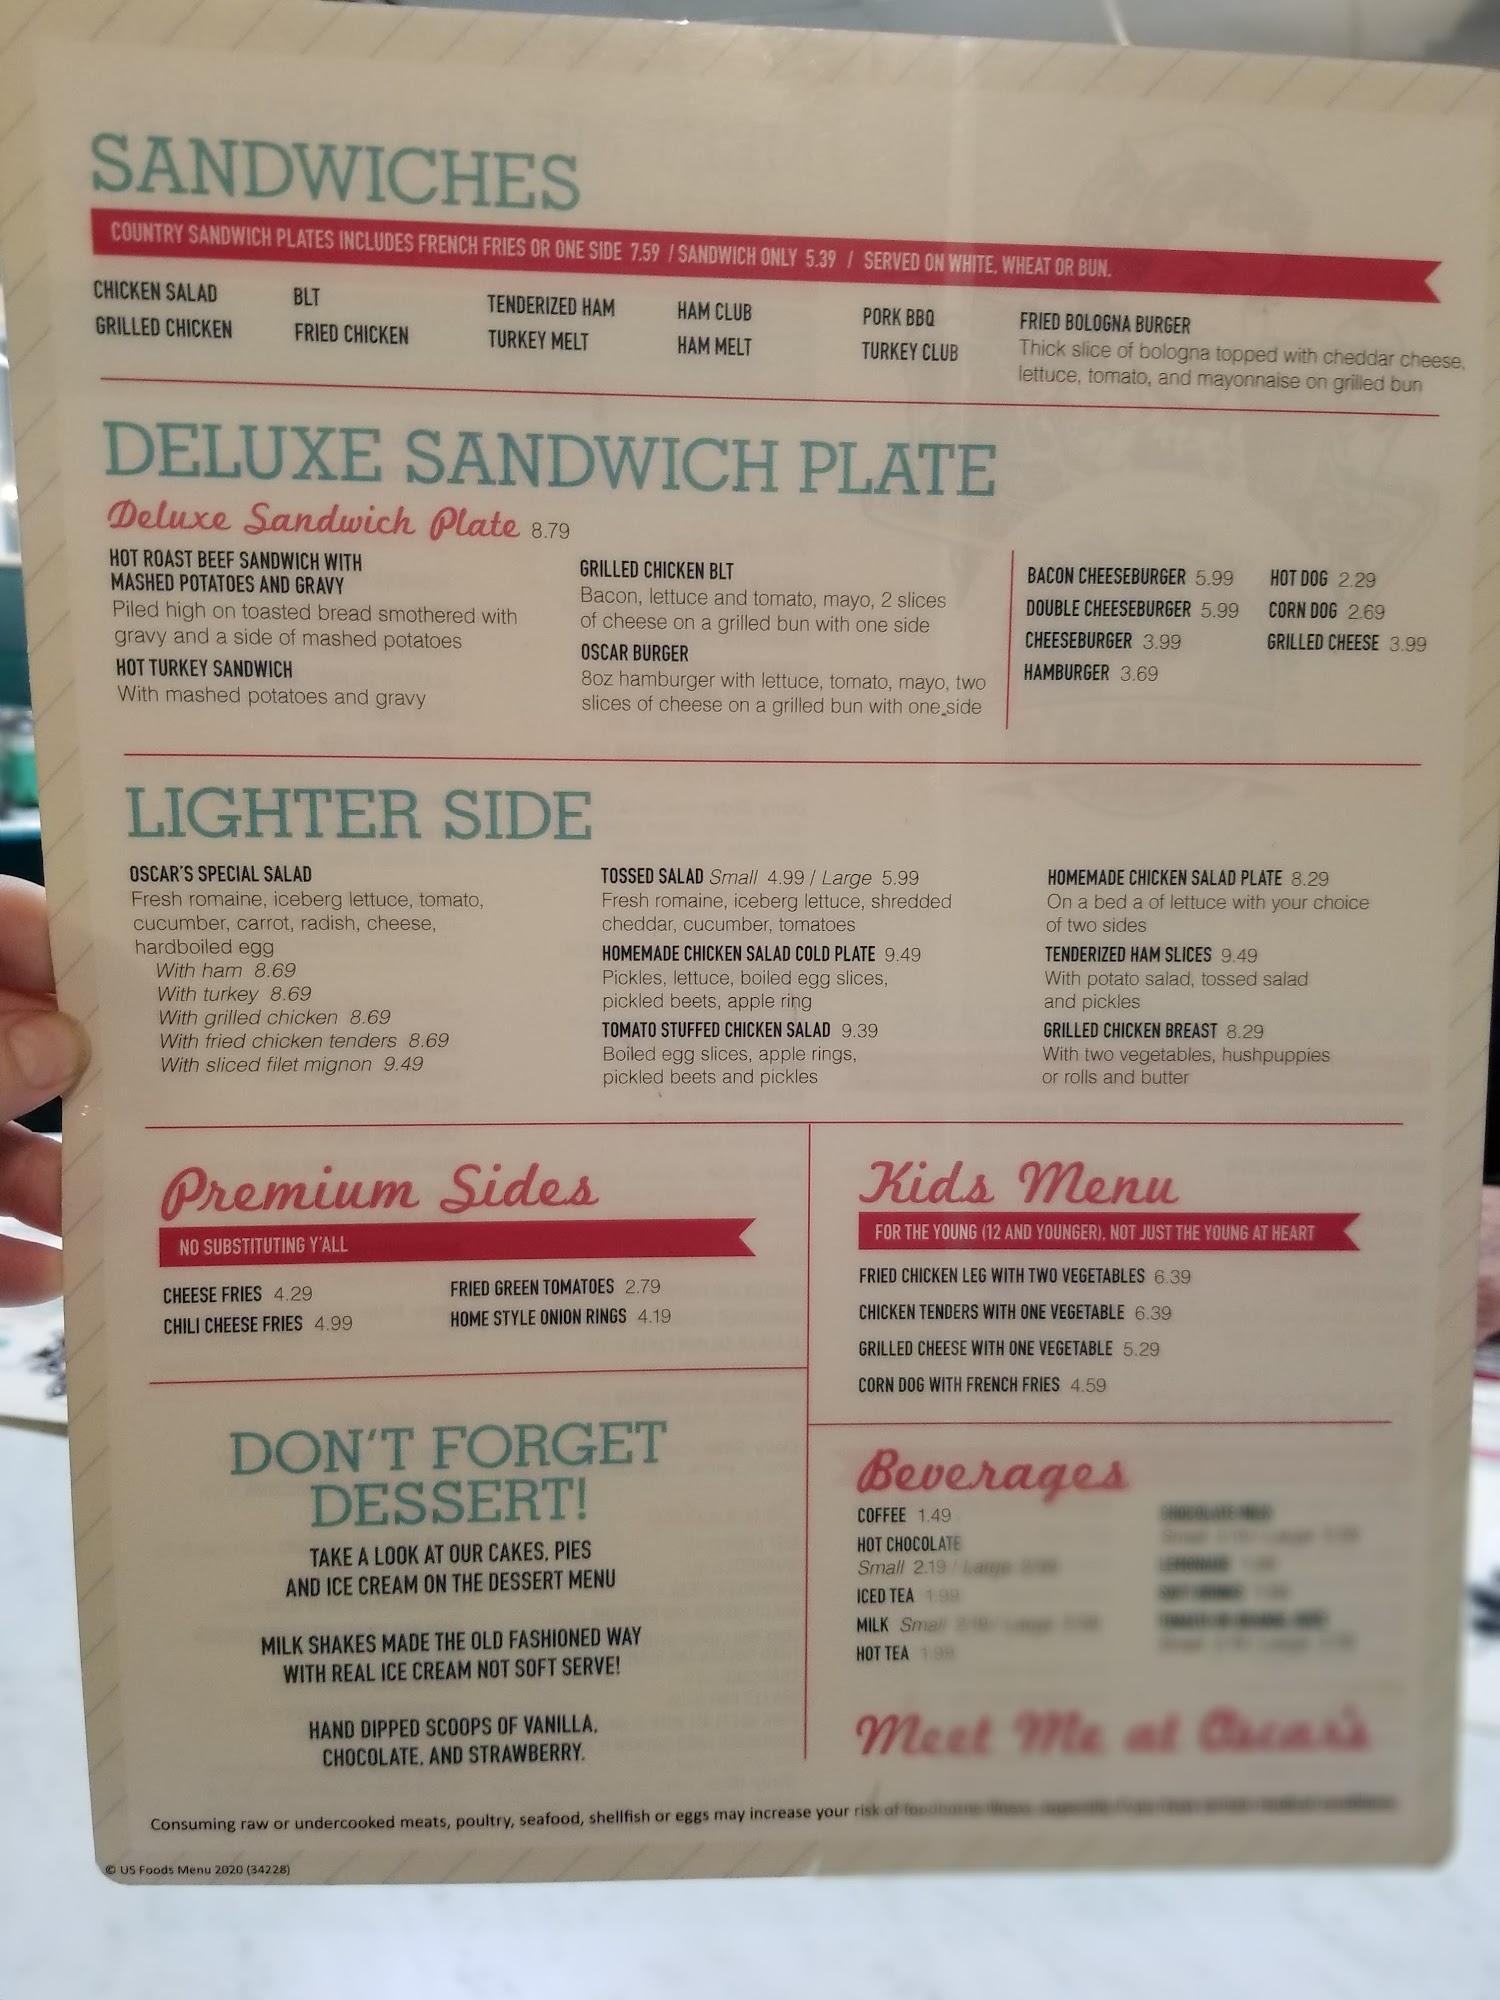 SANDWICHES
COUNTRY SANDWICH PLATES INCLUDES FRENCH FRIES OR ONE SIDE 7.59 / SANDWICH ONLY 5.39 / SERVED ON WHITE, WHEAT OR BUN.
CHICKEN SALAD
GRILLED CHICKEN
BLT
FRIED CHICKEN
TENDERIZED HAM
TURKEY MELT
HAM CLUB
HAM MELT
PORK BBQ
TURKEY CLUB
FRIED BOLOGNA BURGER
Thick slice of bologna topped with cheddar cheese,
lettuce, tomato, and mayonnaise on grilled bun
DELUXE SANDWICH PLATE
Deluxe Sandwich Plate 8.79
HOT ROAST BEEF SANDWICH WITH
MASHED POTATOES AND GRAVY
Piled high on toasted bread smothered with
gravy and a side of mashed potatoes
HOT TURKEY SANDWICH
With mashed potatoes and gravy
GRILLED CHICKEN BLT
Bacon, lettuce and tomato, mayo, 2 slices
of cheese on a grilled bun with one side
OSCAR BURGER
8oz hamburger with lettuce, tomato, mayo, two
slices of cheese on a grilled bun with one side
BACON CHEESEBURGER 5.99
DOUBLE CHEESEBURGER 5.99
CHEESEBURGER 3.99
HAMBURGER 3.69
HOT DOG 2.29
CORN DOG 2.69
GRILLED CHEESE 3.99
LIGHTER SIDE
OSCAR'S SPECIAL SALAD
Fresh romaine, iceberg lettuce, tomato,
cucumber, carrot, radish, cheese,
hardboiled egg
With ham 8.69
With turkey 8.69
With grilled chicken 8.69
With fried chicken tenders 8.69
With sliced filet mignon 9.49
TOSSED SALAD Small 4.99 / Large 5.99
Fresh romaine, iceberg lettuce, shredded
cheddar, cucumber, tomatoes
HOMEMADE CHICKEN SALAD COLD PLATE 9.49
Pickles, lettuce, boiled egg slices,
pickled beets, apple ring
TOMATO STUFFED CHICKEN SALAD 9.39
Boiled egg slices, apple rings,
pickled beets and pickles
HOMEMADE CHICKEN SALAD PLATE 8.29
On a bed a of lettuce with your choice
of two sides
TENDERIZED HAM SLICES 9.49
With potato salad, tossed salad
and pickles
GRILLED CHICKEN BREAST 8.29
With two vegetables, hushpuppies
or rolls and butter
Premium Sides
NO SUBSTITUTING Y'ALL
CHEESE FRIES 4.29
CHILI CHEESE FRIES 4.99
FRIED GREEN TOMATOES 2.79
HOME STYLE ONION RINGS 4.19
Kids Menu
FOR THE YOUNG (12 AND YOUNGER), NOT JUST THE YOUNG AT HEART
FRIED CHICKEN LEG WITH TWO VEGETABLES 6.39
CHICKEN TENDERS WITH ONE VEGETABLE 6.39
GRILLED CHEESE WITH ONE VEGETABLE 5.29
CORN DOG WITH FRENCH FRIES 4.59
DON'T FORGET
DESSERT!
TAKE A LOOK AT OUR CAKES, PIES
AND ICE CREAM ON THE DESSERT MENU
MILK SHAKES MADE THE OLD FASHIONED WAY
WITH REAL ICE CREAM NOT SOFT SERVE!
HAND DIPPED SCOOPS OF VANILLA,
CHOCOLATE, AND STRAWBERRY.
Beverages
COFFEE 1.49
HOT CHOCOLATE
Small 2.19 / Large
ICED TEA 1.99
MILK Small / Large
HOT TEA 1.99
CHOCOLATE MILK
Small / Large
LEMONADE
SOFT DRINKS
Small / Large
Meet Me at Oscar's
Consuming raw or undercooked meats, poultry, seafood, shellfish or eggs may increase your risk of
© US Foods Menu 2020 (34228)